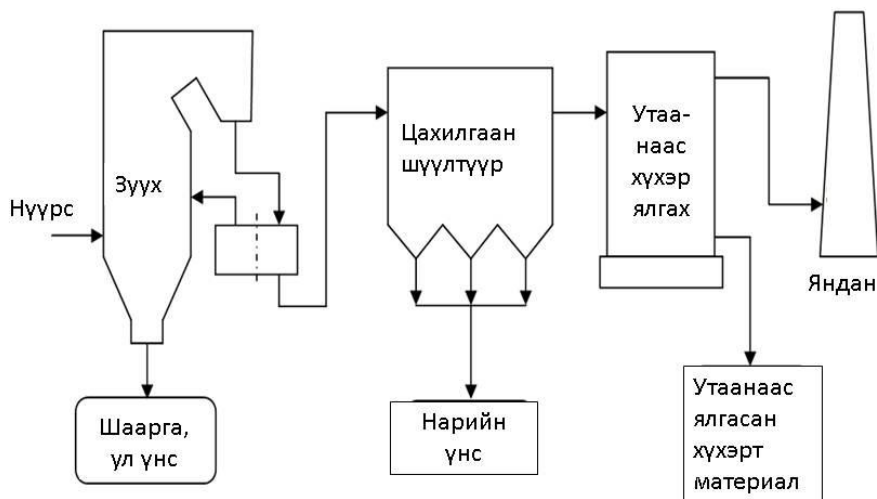 Нүүрс
Зуух
Цахилгаан
шүүлтүүр
Утаа-
наас
хүхэр
ялгах
Яндан
Шаарга,
ул үнс
Нарийн
үнс
Утаанаас
ялгасан
хүхэрт
материал